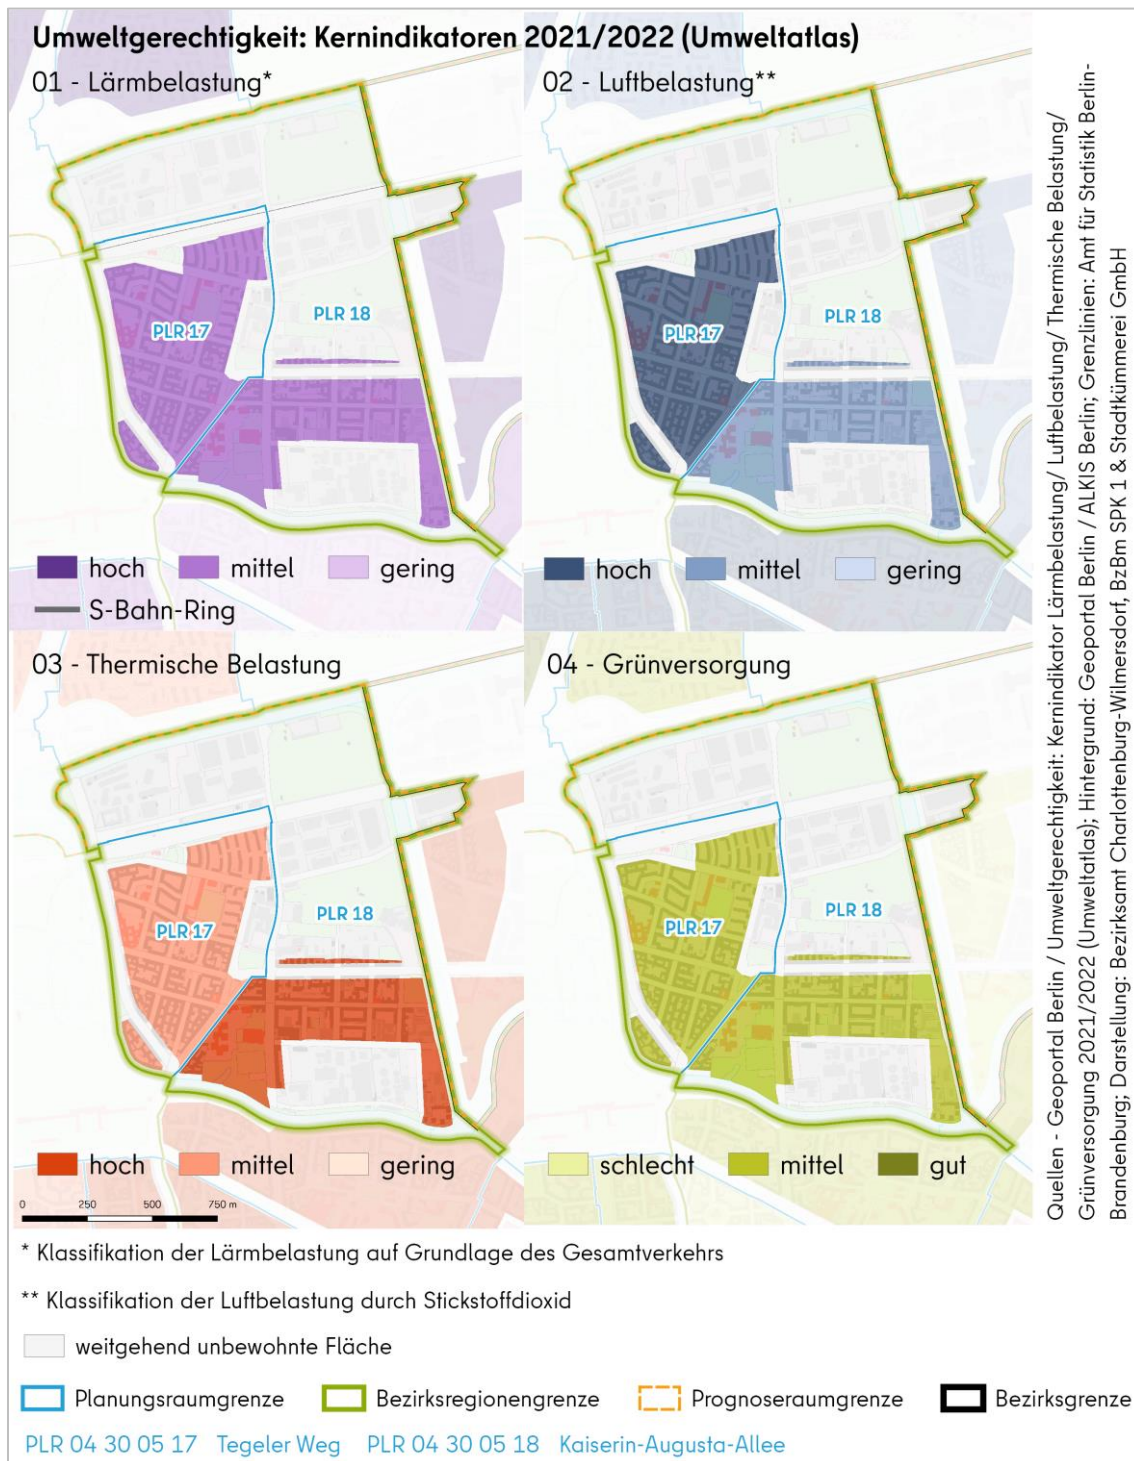 Umweltgerechtigkeit: Kernindikatoren 2021/2022 (Umweltatlas)
01 - Lärmbelastung*
PLR 17
PLR 18
hoch
mittel
gering
S-Bahn-Ring
02 - Luftbelastung**
PLR 17
PLR 18
hoch
mittel
gering
03 - Thermische Belastung
PLR 17
PLR 18
hoch
mittel
gering
0 250 500 750 m
04 - Grünversorgung
PLR 17
PLR 18
schlecht
mittel
gut
Quellen - Geoportal Berlin / Umweltgerechtigkeit: Kernindikator Lärmbelastung/ Luftbelastung/ Thermische Belastung/
Grünversorgung 2021/2022 (Umweltatlas); Hintergrund: Geoportal Berlin / ALKIS Berlin; Grenzlinien: Amt für Statistik Berlin-
Brandenburg; Darstellung: Bezirksamt Charlottenburg-Wilmersdorf, BzBm SPK 1 & Stadtkümmerei GmbH
* Klassifikation der Lärmbelastung auf Grundlage des Gesamtverkehrs
** Klassifikation der Luftbelastung durch Stickstoffdioxid
weitgehend unbewohnte Fläche
Planungsraumgrenze
Bezirksregionengrenze
Prognoseraumgrenze
Bezirksgrenze
PLR 04 30 05 17 Tegeler Weg PLR 04 30 05 18 Kaiserin-Augusta-Allee